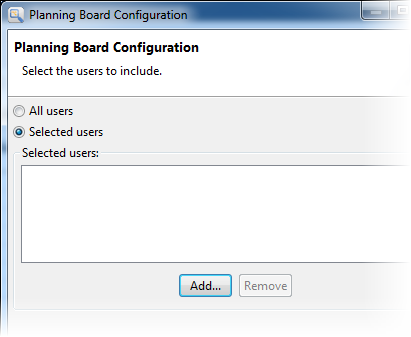 Planning Board Configuration
Planning Board Configuration
Select the users to include.
All users
Selected users
Selected users:
Add...
Remove